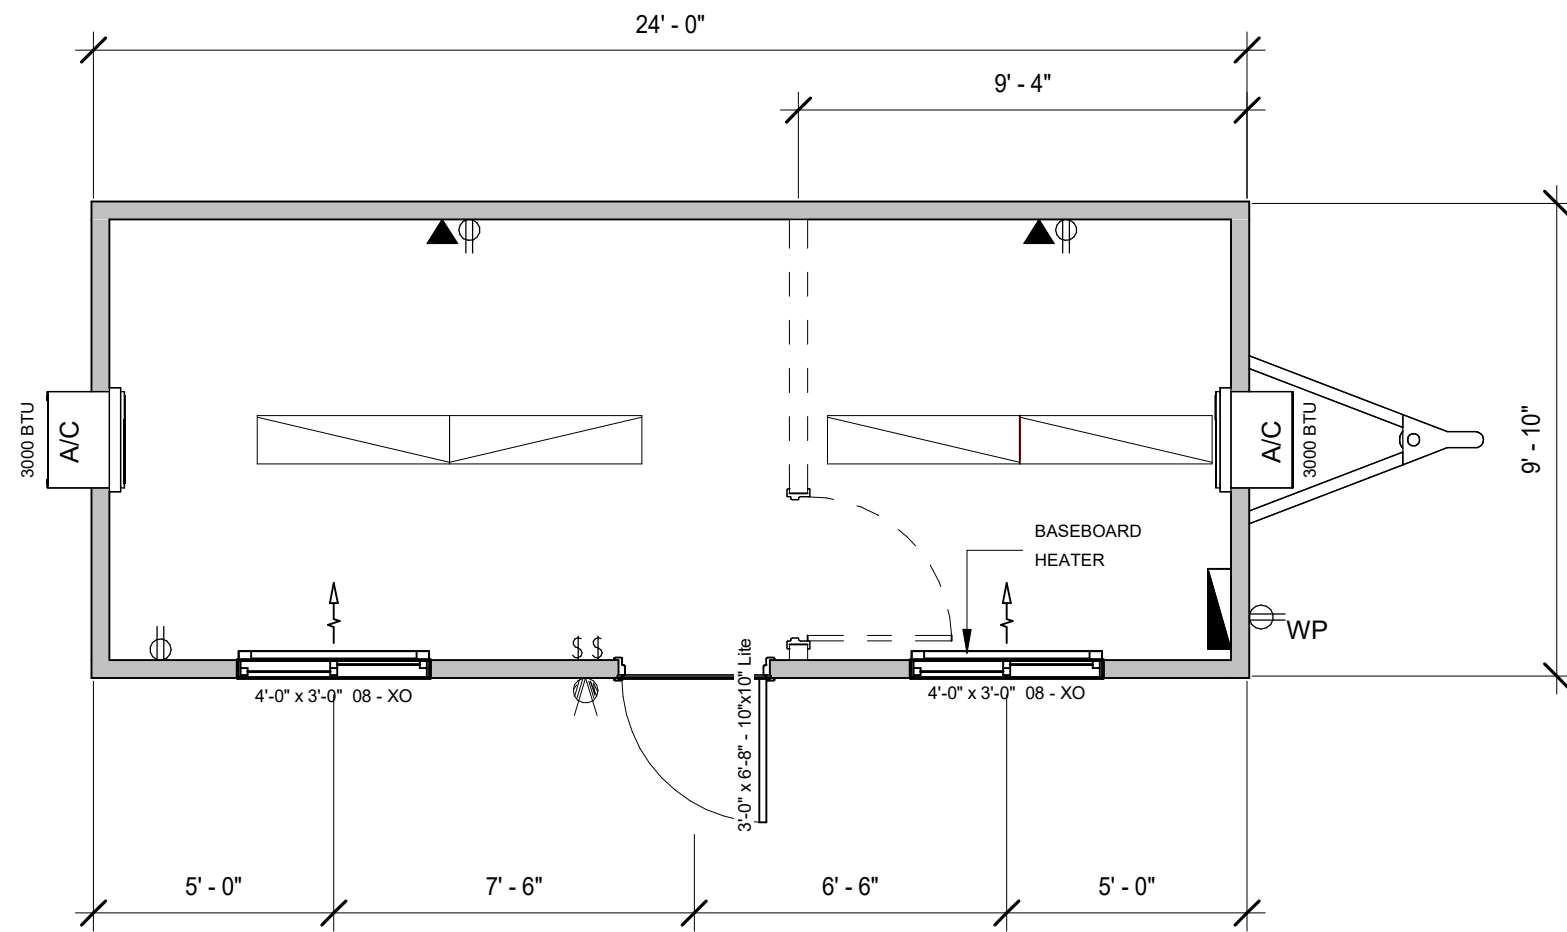 24' - 0"
9' - 4"
3000 BTU
A/C
A/C
3000 BTU
9' - 10"
BASEBOARD
HEATER
WP
$ $
4'-0" x 3'-0" 08 - XO
3'-0" x 6'-8" - 10"x10" Lite
4'-0" x 3'-0" 08 - XO
5' - 0"
7' - 6"
6' - 6"
5' - 0"